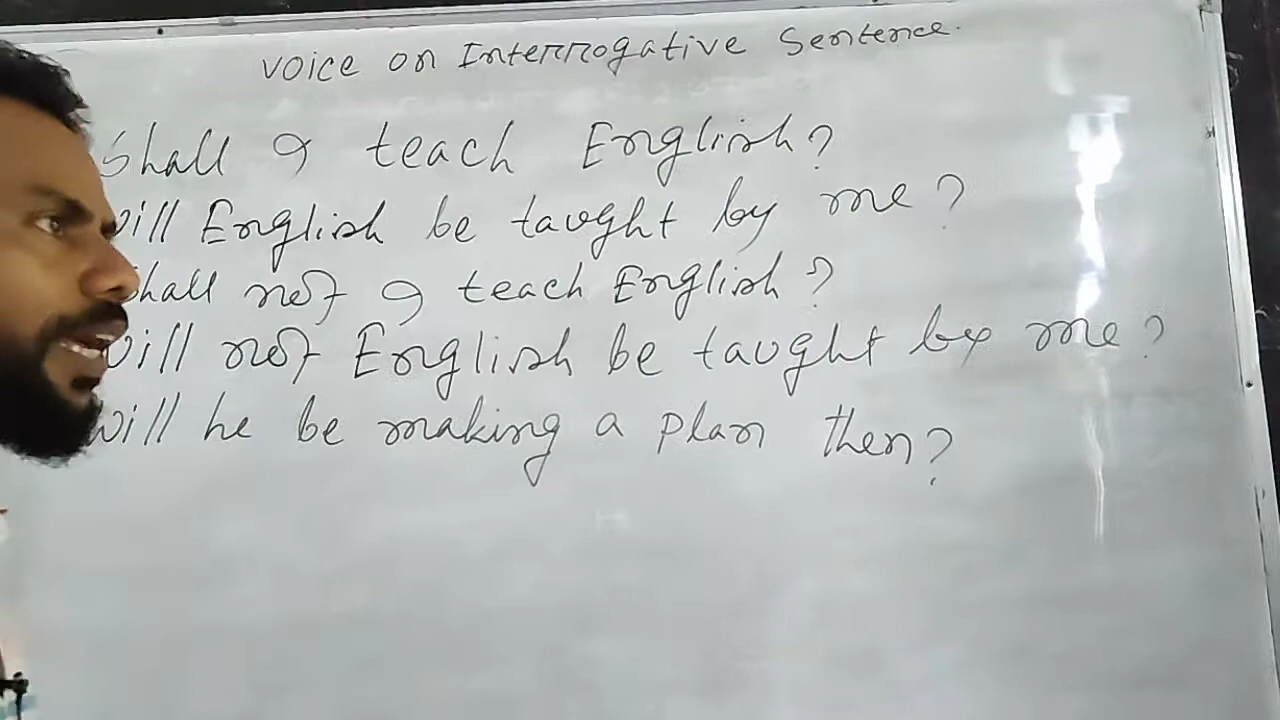 Voice on Interrogative Sentence.
Shall I teach English?
Will English be taught by me?
Shall not I teach English?
Will not English be taught by me?
Will he be making a plan then?